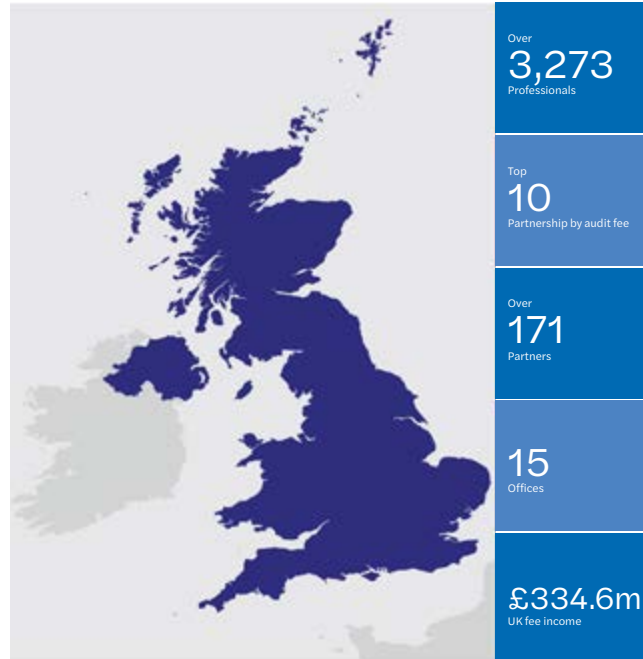 Over
3,273
Professionals
Top
10
Partnership by audit fee
Over
171
Partners
15
Offices
£334.6m
UK fee income